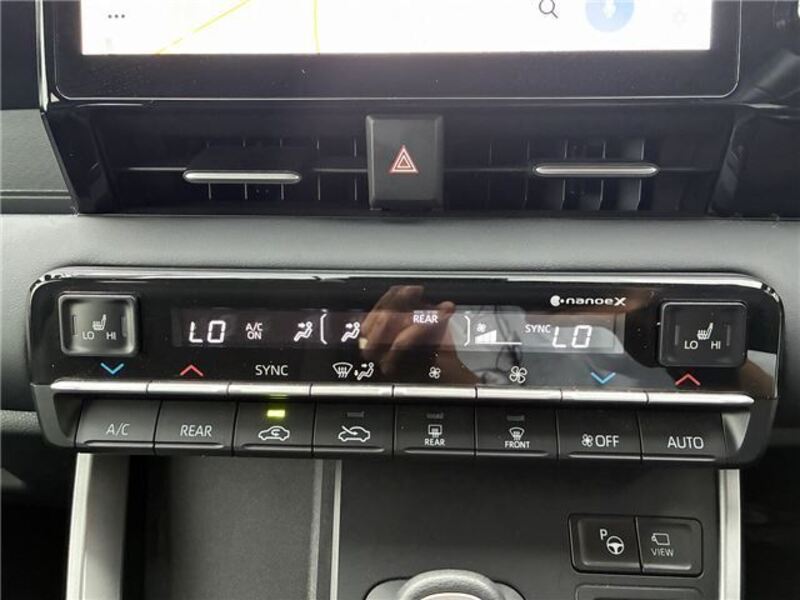 nanoeX
LO HI
LO A/C ON
REAR
SYNC LO
LO HI
SYNC
A/C
REAR
REAR
FRONT
OFF
AUTO
P
VIEW